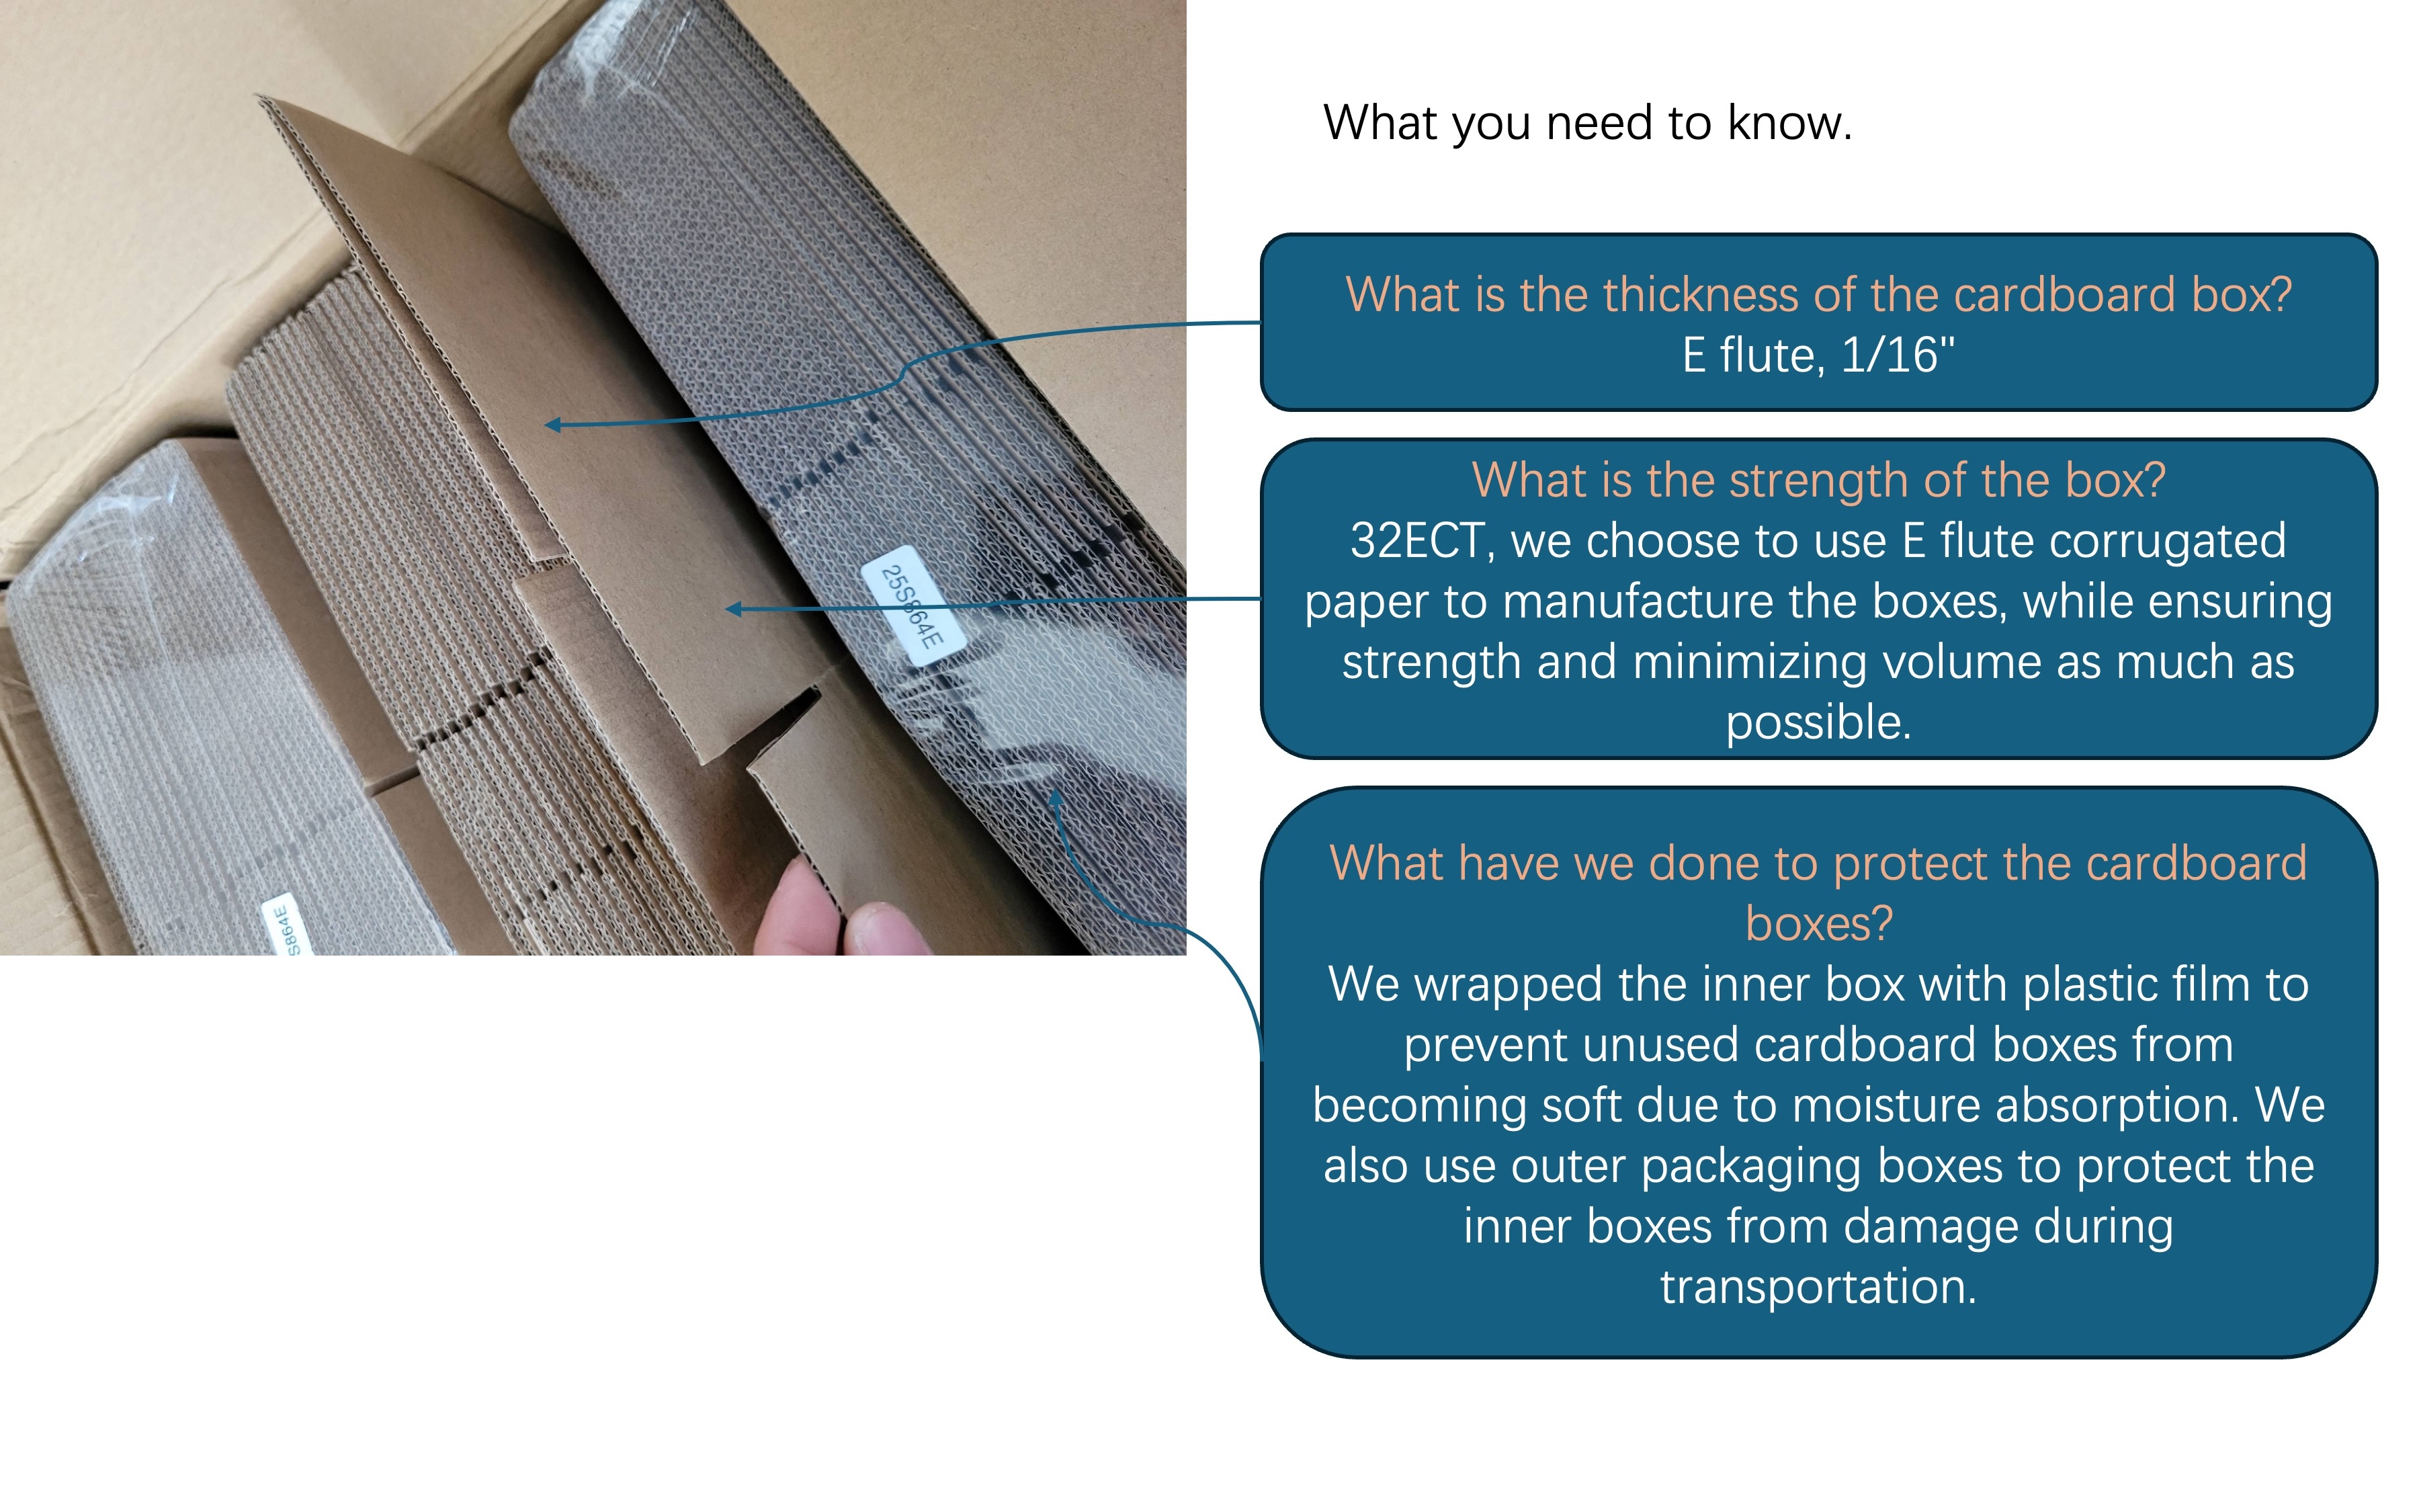 What you need to know.
What is the thickness of the cardboard box?
E flute, 1/16"
What is the strength of the box?
32ECT, we choose to use E flute corrugated
paper to manufacture the boxes, while ensuring
strength and minimizing volume as much as
possible.
What have we done to protect the cardboard
boxes?
We wrapped the inner box with plastic film to
prevent unused cardboard boxes from
becoming soft due to moisture absorption. We
also use outer packaging boxes to protect the
inner boxes from damage during
transportation.
25S864E
S864E